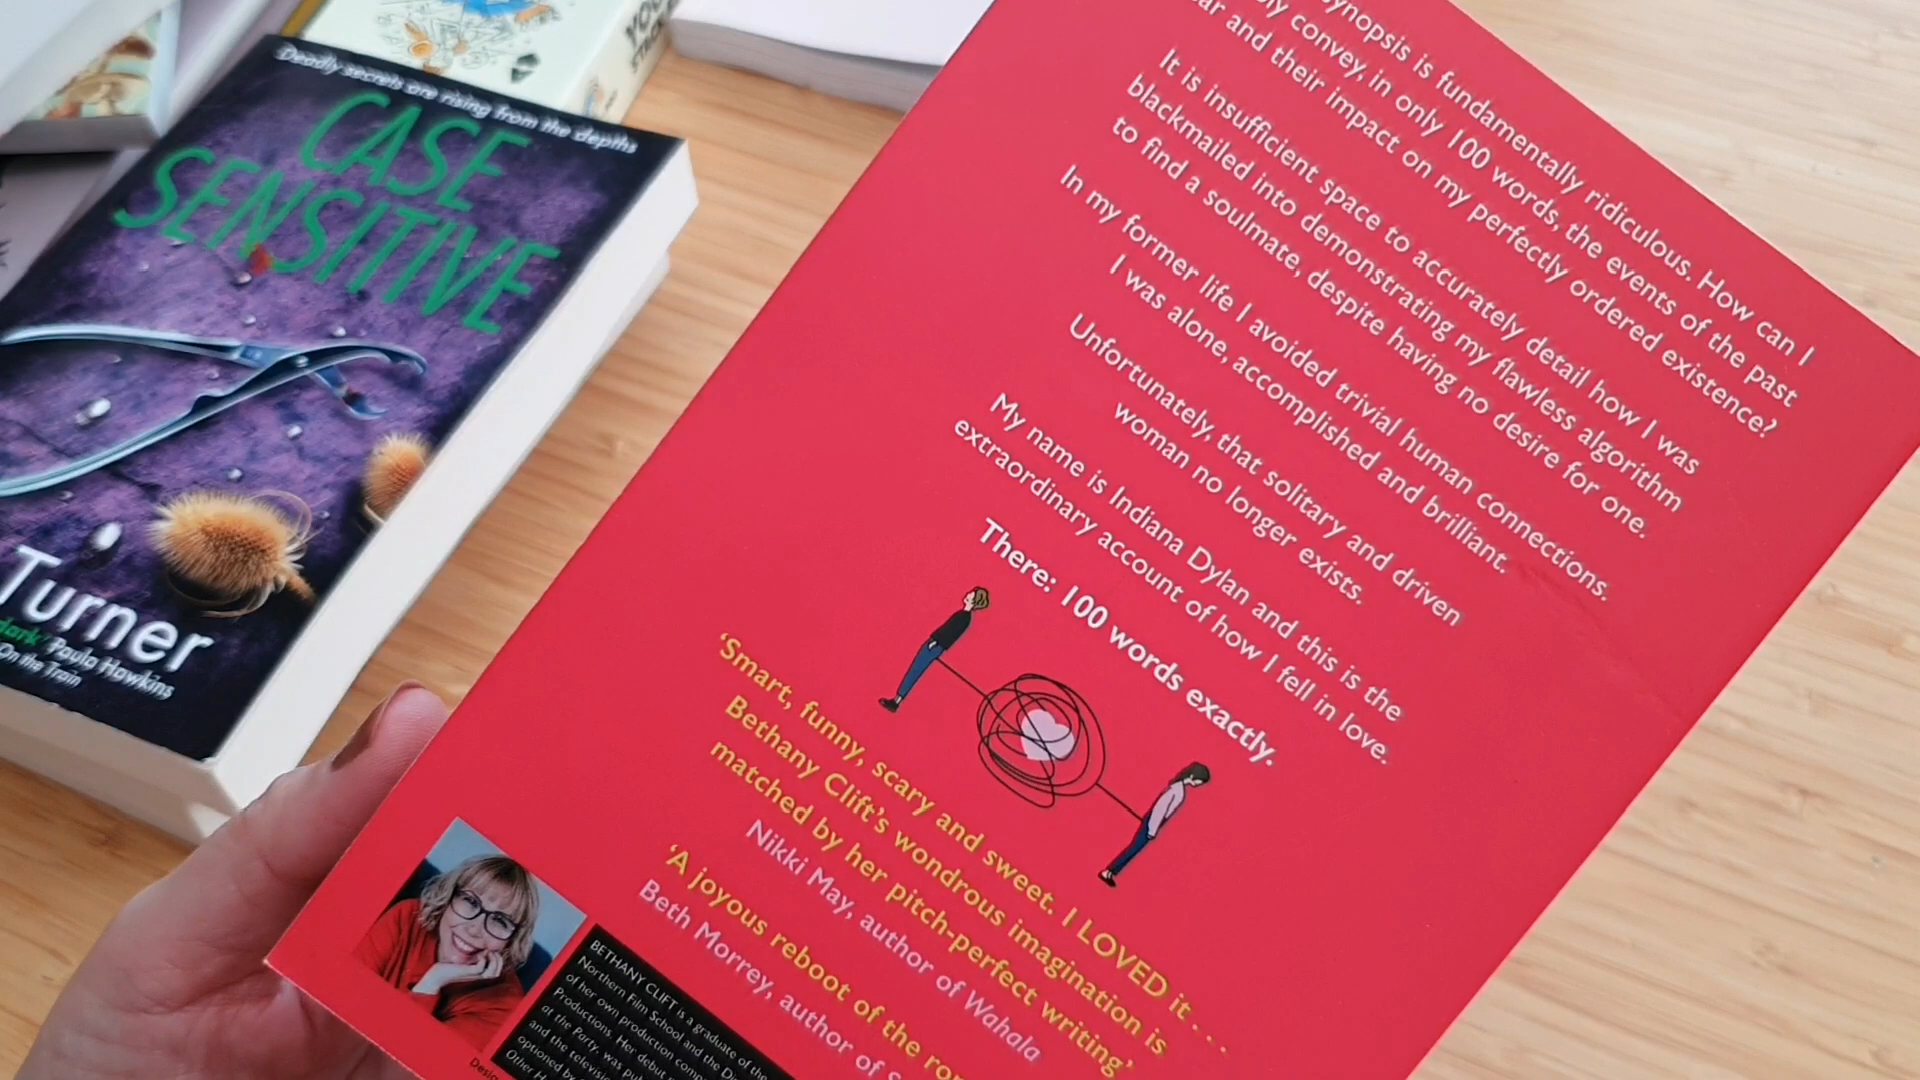 Deadly secrets are rising from the depths
CASE
SENSITIVE
Turner
dark' Paula Hawkins
On the Train
synopsis is fundamentally ridiculous. How can I
convey, in only 100 words, the events of the past
and their impact on my perfectly ordered existence?
It is insufficient space to accurately detail how I was
blackmailed into demonstrating my flawless algorithm
to find a soulmate, despite having no desire for one.
In my former life I avoided trivial human connections.
I was alone, accomplished and brilliant.
Unfortunately, that solitary and driven
woman no longer exists.
My name is Indiana Dylan and this is the
extraordinary account of how I fell in love.
There: 100 words exactly.
'Smart, funny, scary and sweet. I LOVED it . . .
Bethany Clift's wondrous imagination is
matched by her pitch-perfect writing'
Nikki May, author of Wahala
'A joyous reboot of the
Beth Morrey, author of
BETHANY CLIFT is a graduate of the
Northern Film School and the
of her own production
Productions. Her debut
at the Party, was
and the
optioned by
Other